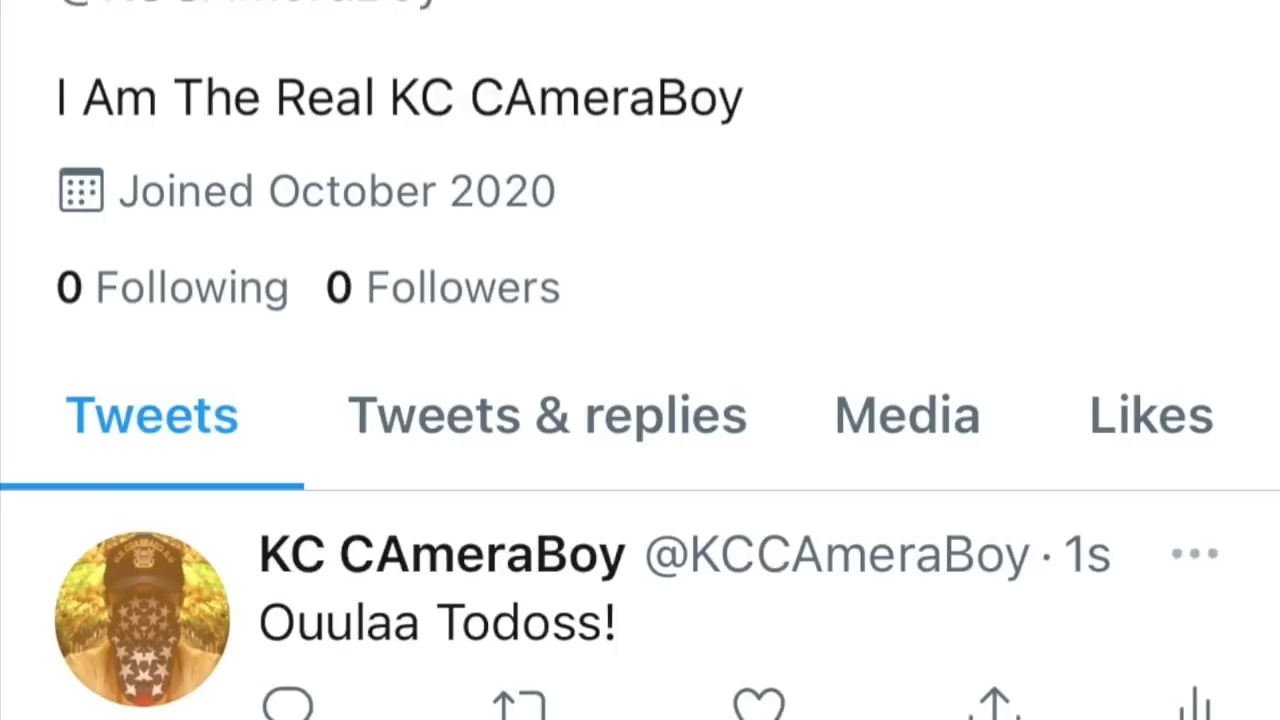 I Am The Real KC CAmeraBoy
Joined October 2020
0 Following 0 Followers
Tweets Tweets & replies Media Likes
KC CAmeraBoy @KCCAmeraBoy · 1s
Ouulaa Todoss!